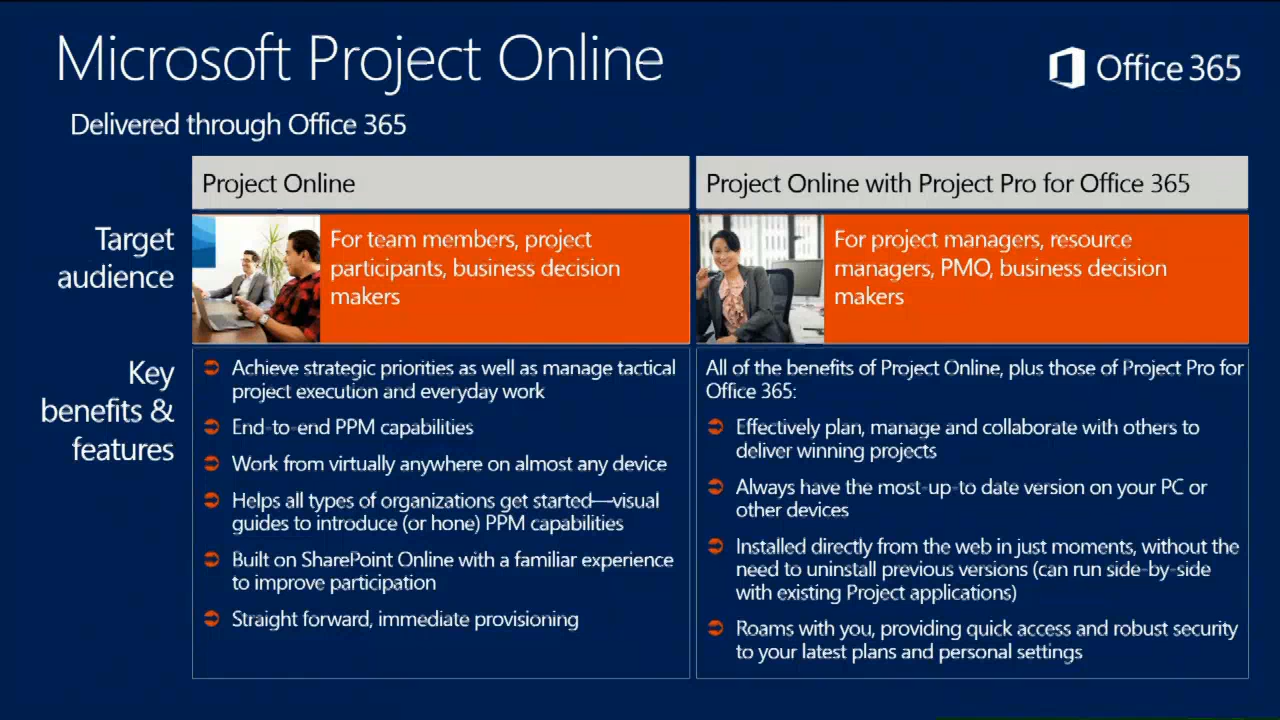 Microsoft Project Online
Office 365
Delivered through Office 365
Project Online
Project Online with Project Pro for Office 365
Target
audience
For team members, project
participants, business decision
makers
For project managers, resource
managers, PMO, business decision
makers
Key
benefits &
features
Achieve strategic priorities as well as manage tactical
project execution and everyday work
End-to-end PPM capabilities
Work from virtually anywhere on almost any device
Helps all types of organizations get started—visual
guides to introduce (or hone) PPM capabilities
Built on SharePoint Online with a familiar experience
to improve participation
Straight forward, immediate provisioning
All of the benefits of Project Online, plus those of Project Pro for
Office 365:
Effectively plan, manage and collaborate with others to
deliver winning projects
Always have the most-up-to date version on your PC or
other devices
Installed directly from the web in just moments, without the
need to uninstall previous versions (can run side-by-side
with existing Project applications)
Roams with you, providing quick access and robust security
to your latest plans and personal settings